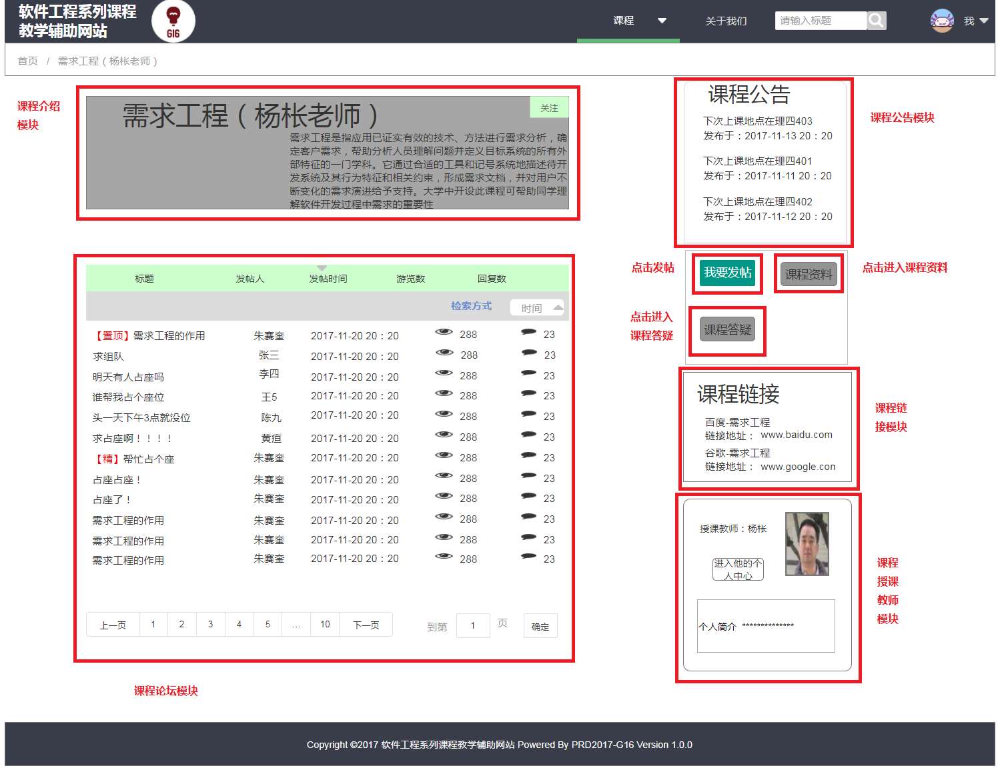 软件工程系列课程
教学辅助网站
G16
课程
关于我们
请输入标题
我
首页 / 需求工程（杨枨老师）
课程介绍
模块
需求工程（杨枨老师）
关注
需求工程是指应用已证实有效的技术、方法进行需求分析，确
定客户需求，帮助分析人员理解问题并定义目标系统的所有外
部特征的一门学科。它通过合适的工具和记号系统地描述待开
发系统及其行为特征和相关约束，形成需求文档，并对用户不
断变化的需求演进给予支持。大学中开设此课程可帮助同学理
解软件开发过程中需求的重要性
课程公告
下次上课地点在理四403
发布于：2017-11-13 20：20
下次上课地点在理四401
发布于：2017-11-11 20：20
下次上课地点在理四402
发布于：2017-11-12 20：20
课程公告模块
标题 发帖人 发帖时间 游览数 回复数
检索方式 时间
【置顶】需求工程的作用 朱赛奎 2017-11-20 20：20 288 23
求组队 张三 2017-11-20 20：20 288 23
明天有人占座吗 李四 2017-11-20 20：20 288 23
谁帮我占个座位 王5 2017-11-20 20：20 288 23
头一天下午3点就没位 陈九 2017-11-20 20：20 288 23
求占座啊！！！！ 黄疸 2017-11-20 20：20 288 23
【精】帮忙占个座 朱赛奎 2017-11-20 20：20 288 23
占座占座！ 朱赛奎 2017-11-20 20：20 288 23
占座了！ 朱赛奎 2017-11-20 20：20 288 23
需求工程的作用 朱赛奎 2017-11-20 20：20 288 23
需求工程的作用 朱赛奎 2017-11-20 20：20 288 23
需求工程的作用 朱赛奎 2017-11-20 20：20 288 23
上一页 1 2 3 4 5 ... 10 下一页 到第 1 页 确定
课程论坛模块
点击发帖
我要发帖
课程资料
点击进入课程资料
点击进入
课程答疑
课程答疑
课程链接
百度-需求工程
链接地址： www.baidu.com
谷歌-需求工程
链接地址： www.google.com
课程链
接模块
授课教师：杨枨
进入他的个
人中心
个人简介 **************
课程
授课
教师
模块
Copyright ©2017 软件工程系列课程教学辅助网站 Powered By PRD2017-G16 Version 1.0.0